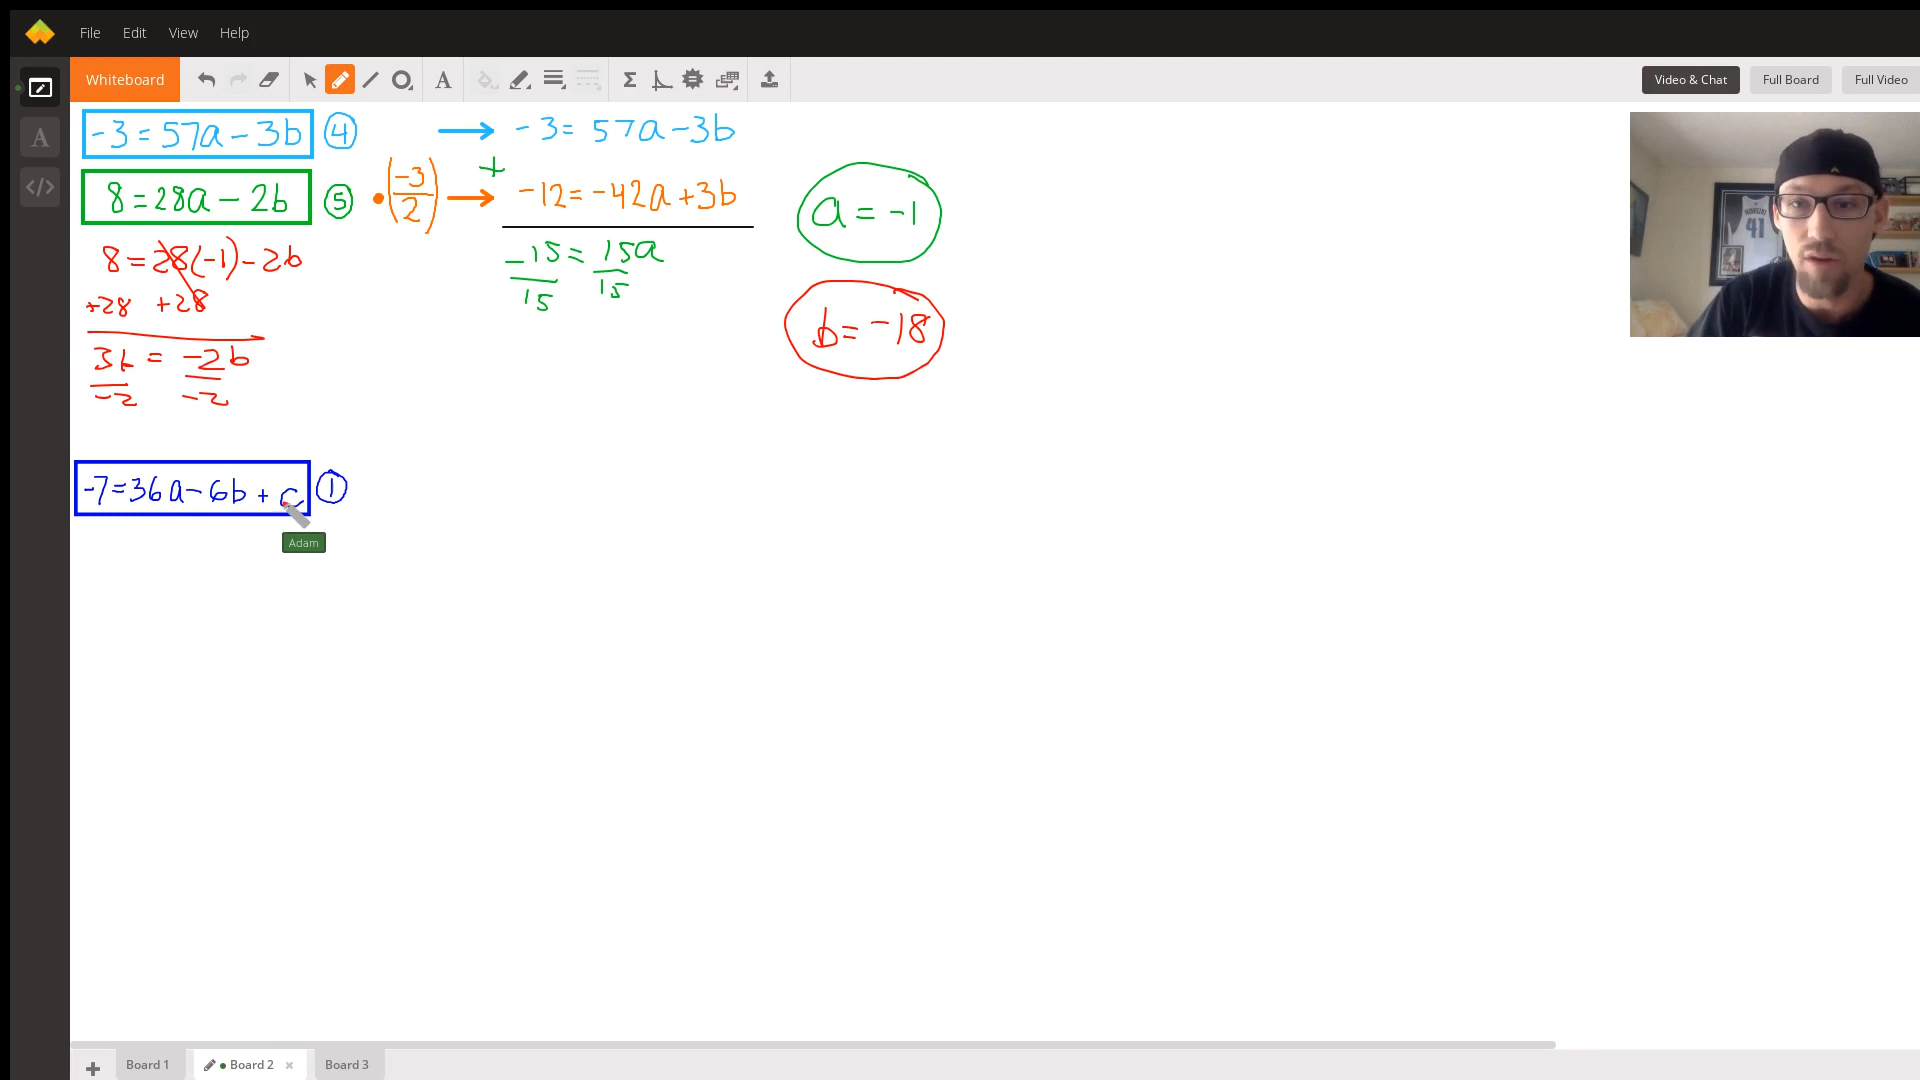 File Edit View Help
Whiteboard A Σ Video & Chat Full Board Full Video
A
</>
-3 = 57a - 3b ④ → -3 = 57a - 3b
+
8 = 28a - 2b ⑤ • (-3/2) → -12 = -42a + 3b
-15 = 15a
15 15
a = -1
b = -18
8 = 28(-1) - 2b
+28 +28
36 = -2b
-2 -2
-7 = 36a - 6b + c ①
Adam
41
+ Board 1 Board 2 × Board 3